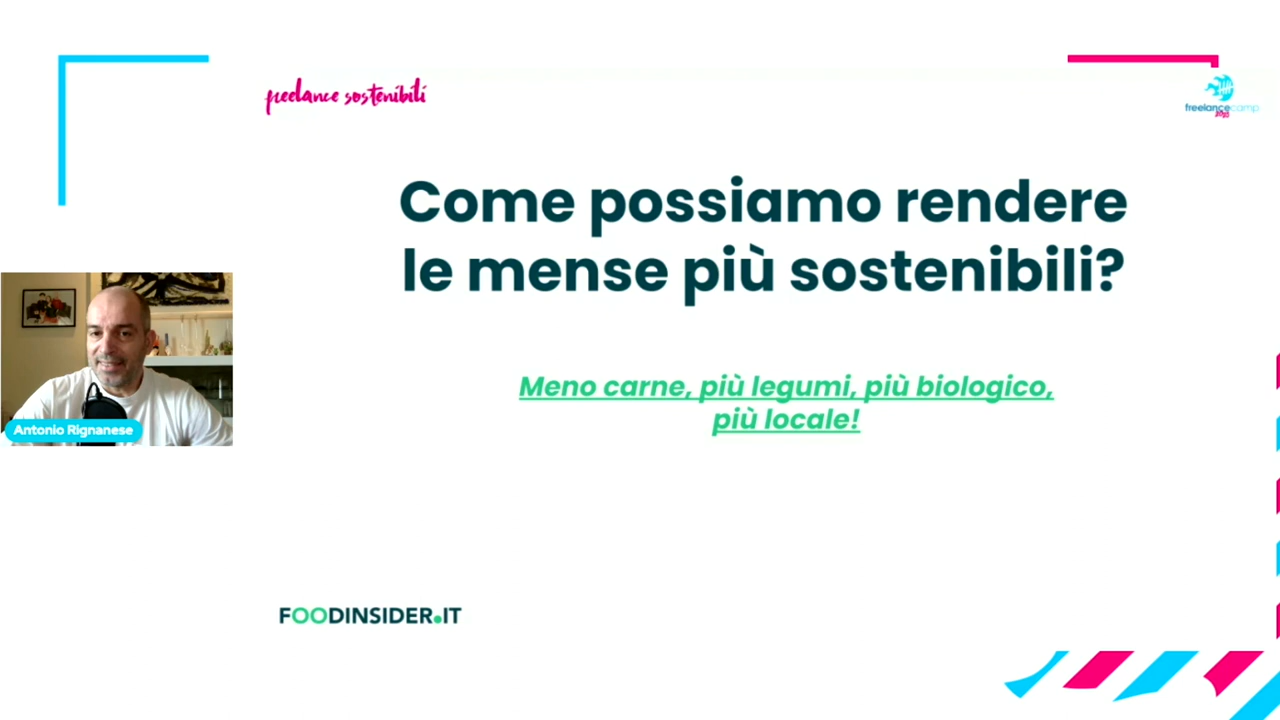 freelance sostenibili
freelancecamp
Come possiamo rendere
le mense più sostenibili?
Meno carne, più legumi, più biologico,
più locale!
Antonio Rignanese
FOODINSIDER.IT